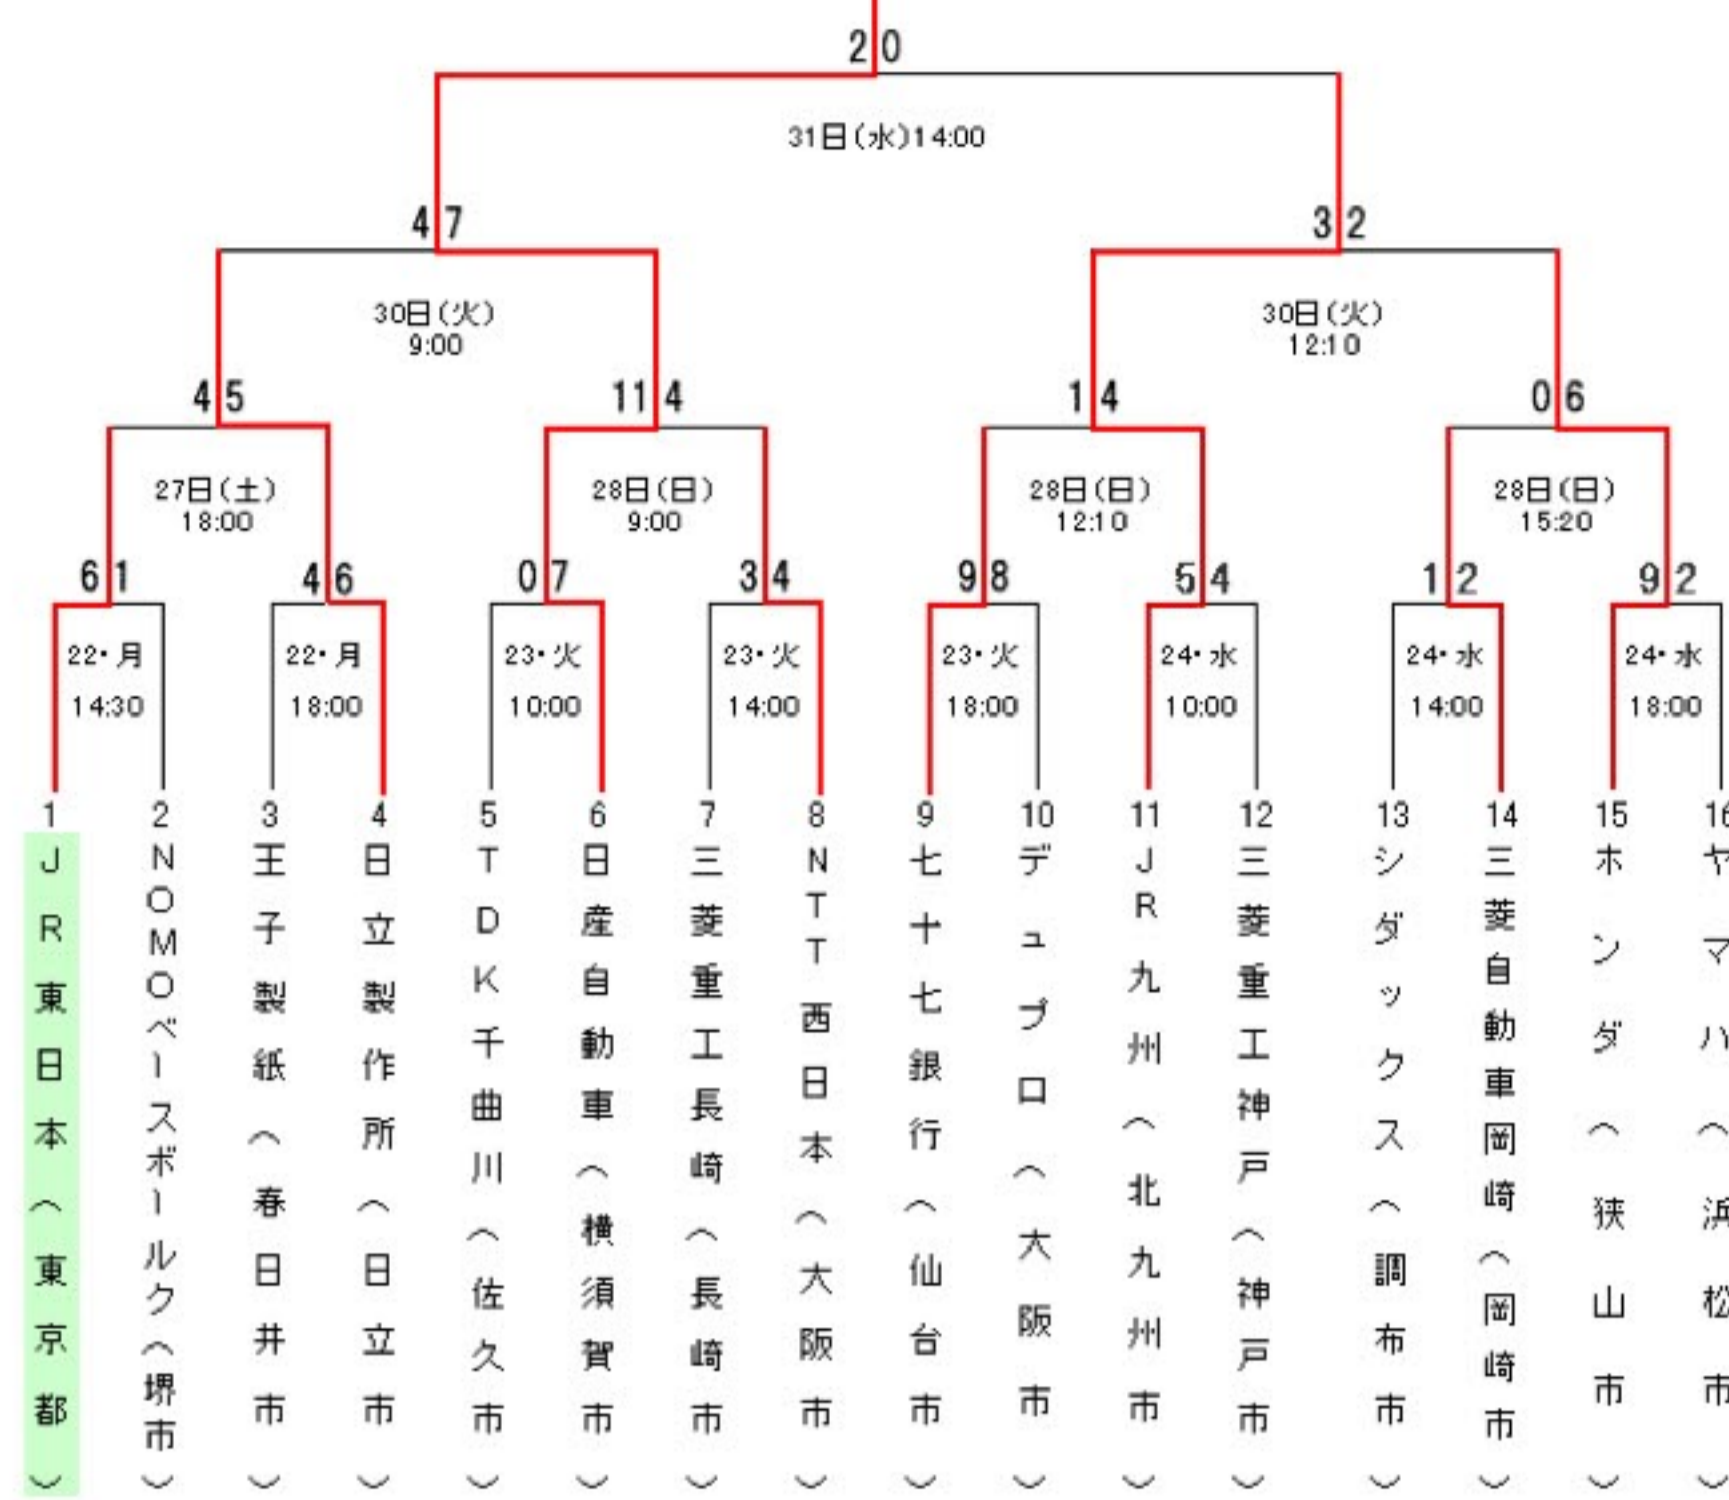 2 0
31日(水)14:00
4 7
3 2
30日(火)
9:00
30日(火)
12:10
4 5
11 4
1 4
0 6
27日(土)
18:00
28日(日)
9:00
28日(日)
12:10
28日(日)
15:20
6 1
4 6
0 7
3 4
9 8
5 4
1 2
9 2
22・月
14:30
22・月
18:00
23・火
10:00
23・火
14:00
23・火
18:00
24・水
10:00
24・水
14:00
24・水
18:00
1
JR東日本(東京都)
2
NOMOベースボールク(堺市)
3
王子製紙(春日井市)
4
日立製作所(日立市)
5
TDK千曲川(佐久市)
6
日産自動車(横須賀市)
7
三菱重工長崎(長崎市)
8
NTT西日本(大阪市)
9
七十七銀行(仙台市)
10
デュプロ(大阪市)
11
JR九州(北九州市)
12
三菱重工神戸(神戸市)
13
シダックス(調布市)
14
三菱自動車岡崎(岡崎市)
15
ホンダ(狭山市)
16
ヤマハ(浜松市)